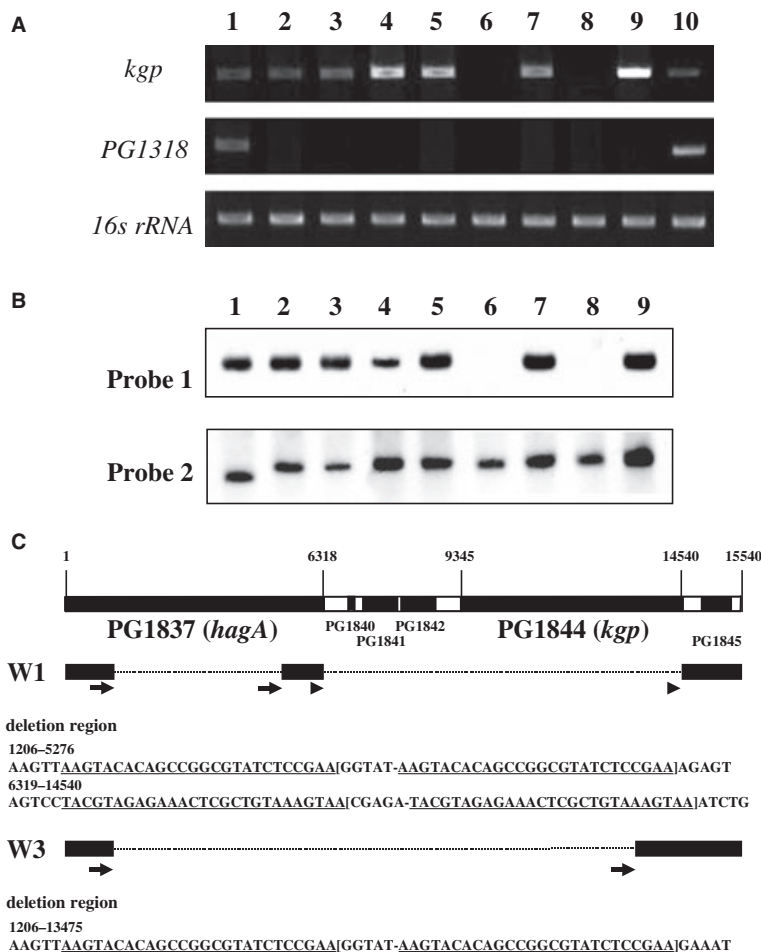 A
1 2 3 4 5 6 7 8 9 10
kgp
PG1318
16s rRNA
B
1 2 3 4 5 6 7 8 9
Probe 1
Probe 2
C
1 6318 9345 14540 15540
PG1837 (hagA) PG1840 PG1841 PG1842 PG1844 (kgp) PG1845
W1
deletion region
1206–5276
AAGTTAAGTACACAGCCGGCGTATCTCCGAA[GGTAT-AAGTACACAGCCGGCGTATCTCCGAA]AGAGT
6319–14540
AGTCCTACGTAGAGAAACTCGCTGTAAAGTAA[CGAGA-TACGTAGAGAAACTCGCTGTAAAGTAA]ATCTG
W3
deletion region
1206–13475
AAGTTAAGTACACAGCCGGCGTATCTCCGAA[GGTAT-AAGTACACAGCCGGCGTATCTCCGAA]GAAAT